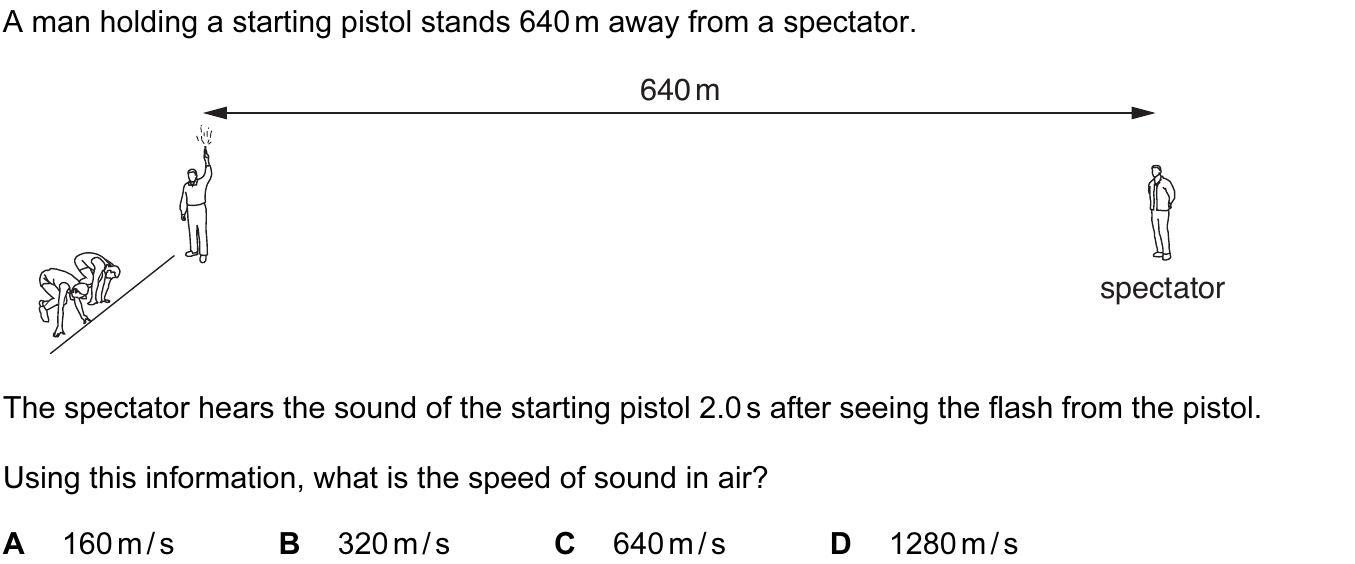 A man holding a starting pistol stands 640 m away from a spectator.
640 m
spectator
The spectator hears the sound of the starting pistol 2.0 s after seeing the flash from the pistol.
Using this information, what is the speed of sound in air?
A 160 m / s B 320 m / s C 640 m / s D 1280 m / s